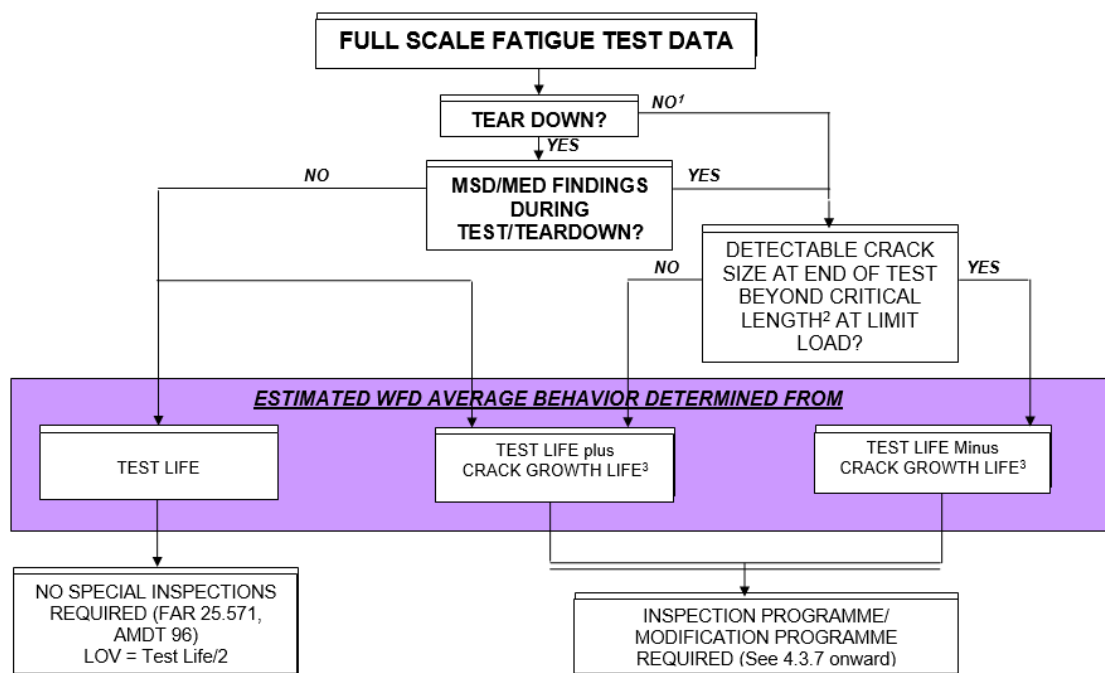 FULL SCALE FATIGUE TEST DATA
TEAR DOWN?
NO¹
YES
NO
MSD/MED FINDINGS
DURING
TEST/TEARDOWN?
YES
DETECTABLE CRACK
SIZE AT END OF TEST
BEYOND CRITICAL
LENGTH² AT LIMIT
LOAD?
NO
YES
ESTIMATED WFD AVERAGE BEHAVIOR DETERMINED FROM
TEST LIFE
TEST LIFE plus
CRACK GROWTH LIFE³
TEST LIFE Minus
CRACK GROWTH LIFE³
NO SPECIAL INSPECTIONS
REQUIRED (FAR 25.571,
AMDT 96)
LOV = Test Life/2
INSPECTION PROGRAMME/
MODIFICATION PROGRAMME
REQUIRED (See 4.3.7 onward)